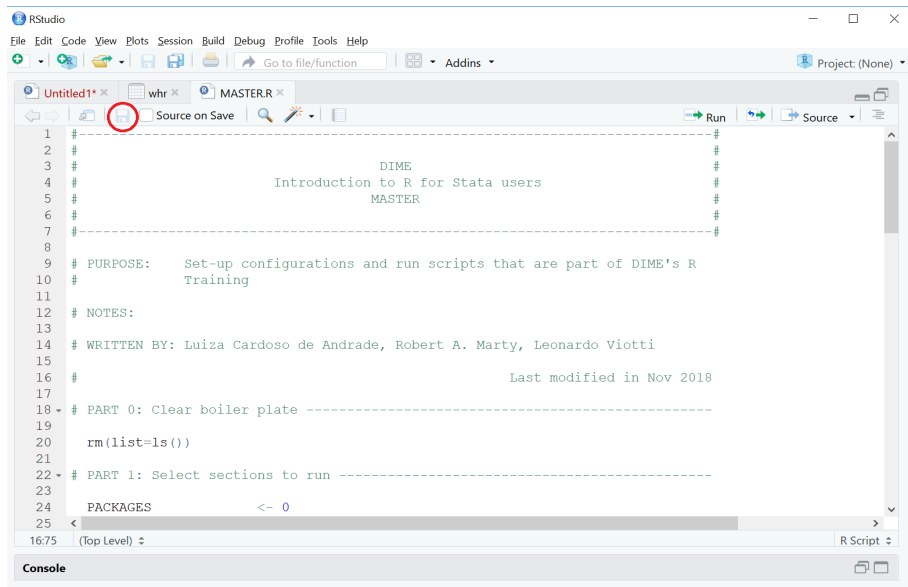 RStudio
File Edit Code View Plots Session Build Debug Profile Tools Help
Go to file/function Addins Project: (None)
Untitled1* whr MASTER.R
Source on Save Run Source
1 #------------------------------------------------------------------------------#
2 # #
3 # DIME #
4 # Introduction to R for Stata users #
5 # MASTER #
6 # #
7 #------------------------------------------------------------------------------#
8
9 # PURPOSE: Set-up configurations and run scripts that are part of DIME's R
10 # Training
11
12 # NOTES:
13
14 # WRITTEN BY: Luiza Cardoso de Andrade, Robert A. Marty, Leonardo Viotti
15
16 # Last modified in Nov 2018
17
18 # PART 0: Clear boiler plate --------------------------------------------------
19
20 rm(list=ls())
21
22 # PART 1: Select sections to run ----------------------------------------------
23
24 PACKAGES <- 0
25
16:75 (Top Level) R Script
Console